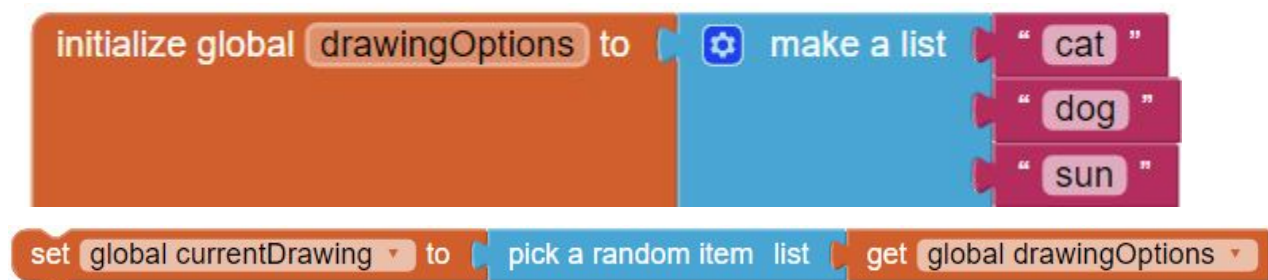 initialize global drawingOptions to make a list “ cat ”
“ dog ”
“ sun ”
set global currentDrawing to pick a random item list get global drawingOptions